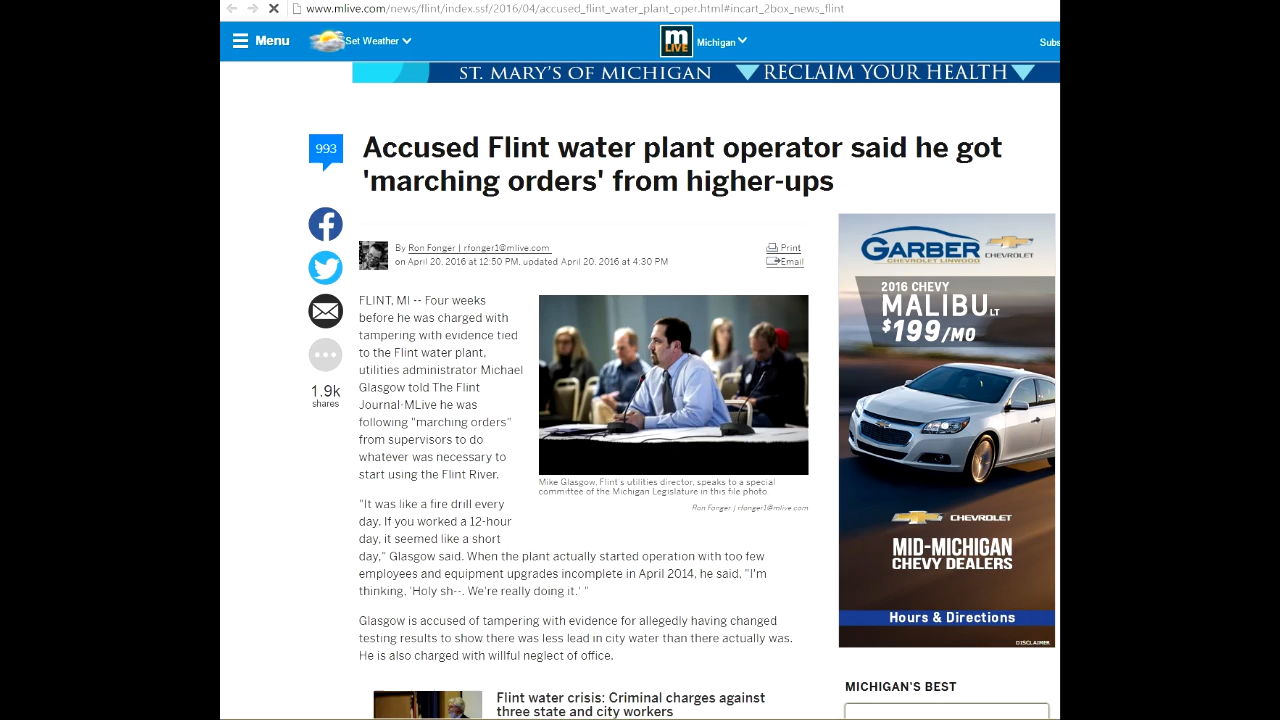 www.mlive.com/news/flint/index.ssf/2016/04/accused_flint_water_plant_oper.html#incart_2box_news_flint
Menu
Set Weather
m
LIVE
Michigan
Subs
ST. MARY'S OF MICHIGAN
RECLAIM YOUR HEALTH
993
Accused Flint water plant operator said he got
'marching orders' from higher-ups
By Ron Fonger | rfonger1@mlive.com
on April 20, 2016 at 12:50 PM, updated April 20, 2016 at 4:30 PM
Print
Email
1.9k
shares
FLINT, MI -- Four weeks
before he was charged with
tampering with evidence tied
to the Flint water plant,
utilities administrator Michael
Glasgow told The Flint
Journal-MLive he was
following "marching orders"
from supervisors to do
whatever was necessary to
start using the Flint River.
Mike Glasgow, Flint's utilities director, speaks to a special
committee of the Michigan Legislature in this file photo
Ron Fonger | rfonger1@mlive.com
"It was like a fire drill every
day. If you worked a 12-hour
day, it seemed like a short
day," Glasgow said. When the plant actually started operation with too few
employees and equipment upgrades incomplete in April 2014, he said, "I'm
thinking, 'Holy sh--. We're really doing it.' "
Glasgow is accused of tampering with evidence for allegedly having changed
testing results to show there was less lead in city water than there actually was.
He is also charged with willful neglect of office.
Flint water crisis: Criminal charges against
three state and city workers
GARBER
CHEVROLET LINWOOD
CHEVROLET
2016 CHEVY
MALIBU LT
$199/MO
CHEVROLET
MID-MICHIGAN
CHEVY DEALERS
Hours & Directions
DISCLAIMER
MICHIGAN'S BEST